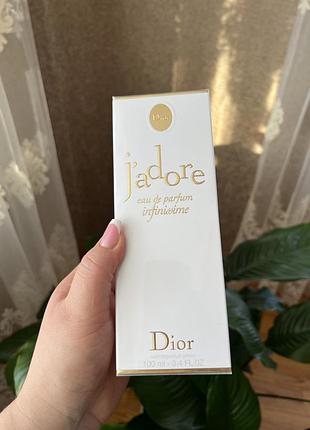 Dior
j'adore
eau de parfum
infinissime
Dior
100 ml - 3.4 FL. OZ